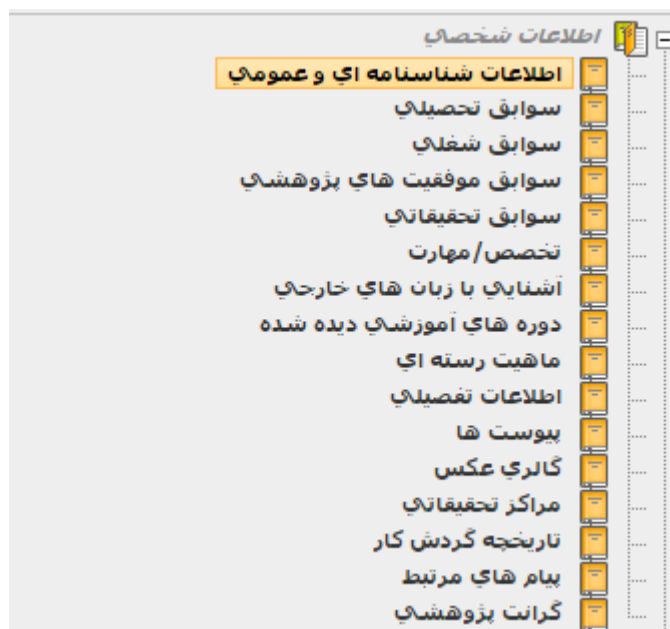 اطلاعات شخصي
اطلاعات شناسنامه اي و عمومي
سوابق تحصيلي
سوابق شغلي
سوابق موفقيت هاي پژوهشي
سوابق تحقيقاتي
تخصص/مهارت
آشنايي با زبان هاي خارجي
دوره هاي آموزشي ديده شده
ماهيت رسته اي
اطلاعات تفصيلي
پيوست ها
گالري عكس
مراكز تحقيقاتي
تاريخچه گردش كار
پيام هاي مرتبط
گرانت پژوهشي